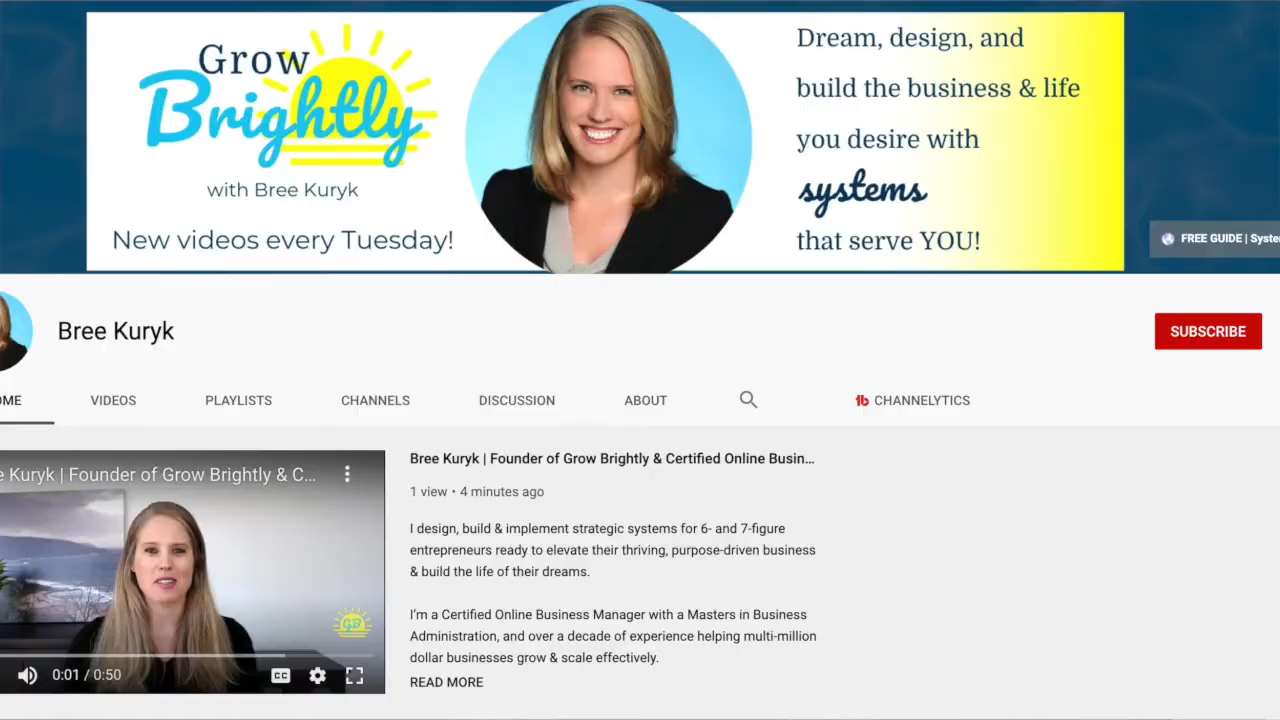 Grow
Brightly
with Bree Kuryk
New videos every Tuesday!
Dream, design, and
build the business & life
you desire with
systems
that serve YOU!
FREE GUIDE | Syste
Bree Kuryk
SUBSCRIBE
OME
VIDEOS
PLAYLISTS
CHANNELS
DISCUSSION
ABOUT
tb CHANNELYTICS
e Kuryk | Founder of Grow Brightly & C...
GB
0:01 / 0:50
CC
Bree Kuryk | Founder of Grow Brightly & Certified Online Busin...
1 view • 4 minutes ago
I design, build & implement strategic systems for 6- and 7-figure
entrepreneurs ready to elevate their thriving, purpose-driven business
& build the life of their dreams.
I'm a Certified Online Business Manager with a Masters in Business
Administration, and over a decade of experience helping multi-million
dollar businesses grow & scale effectively.
READ MORE